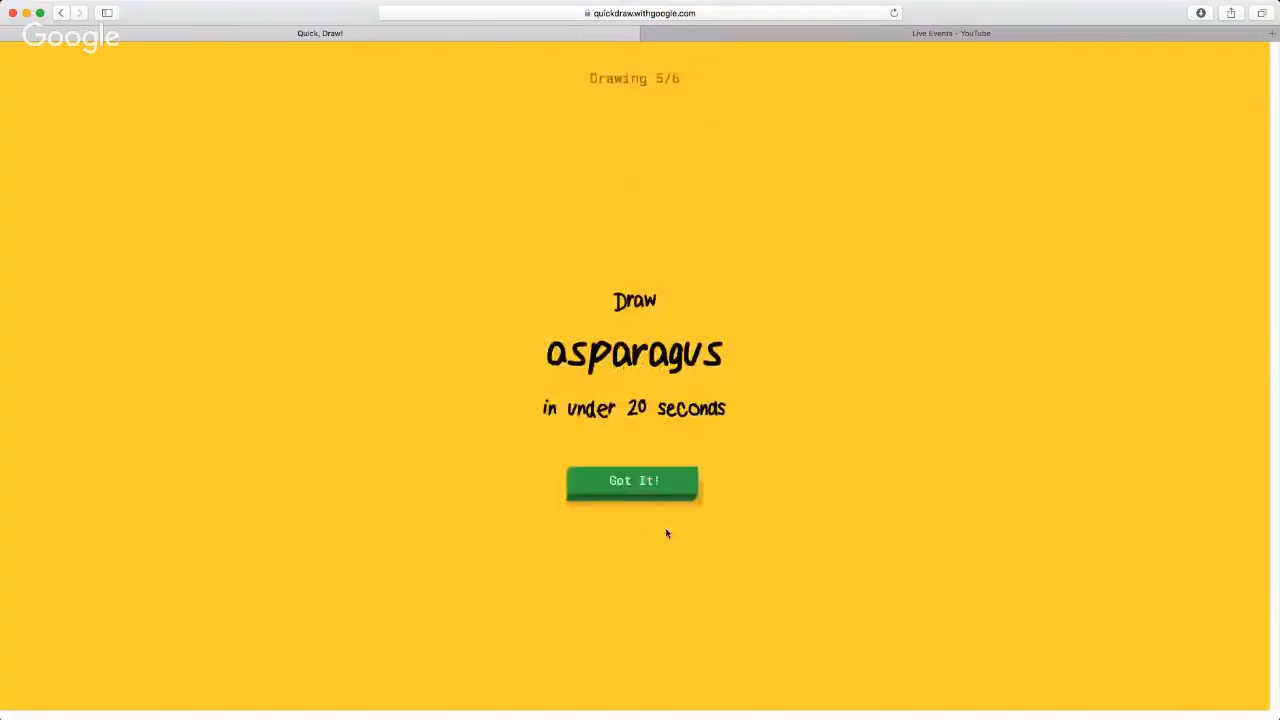 quickdraw.withgoogle.com
Quick, Draw!
Live Events - YouTube
Google
Drawing 5/6
Draw
asparagus
in under 20 seconds
Got It!